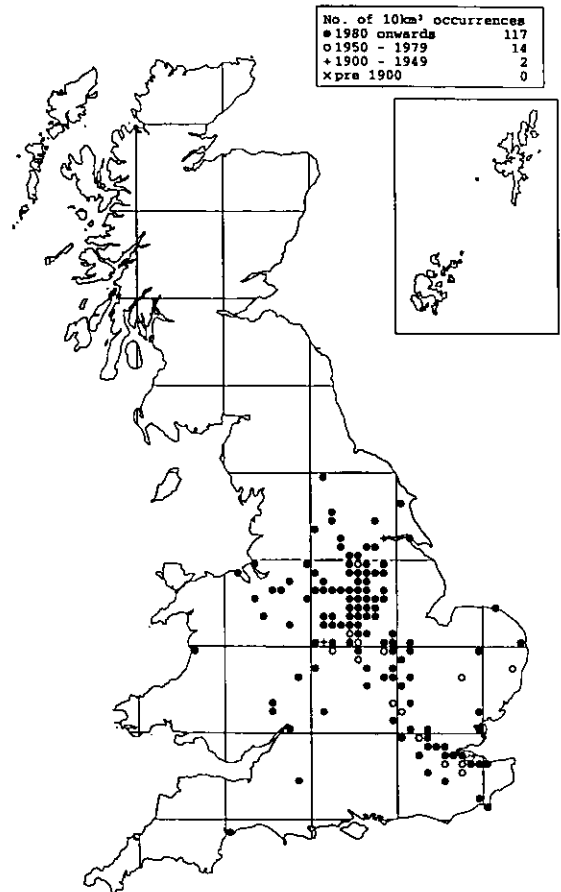 No. of 10km² occurrences
● 1980 onwards 117
○ 1950 - 1979 14
+ 1900 - 1949 2
× pre 1900 0